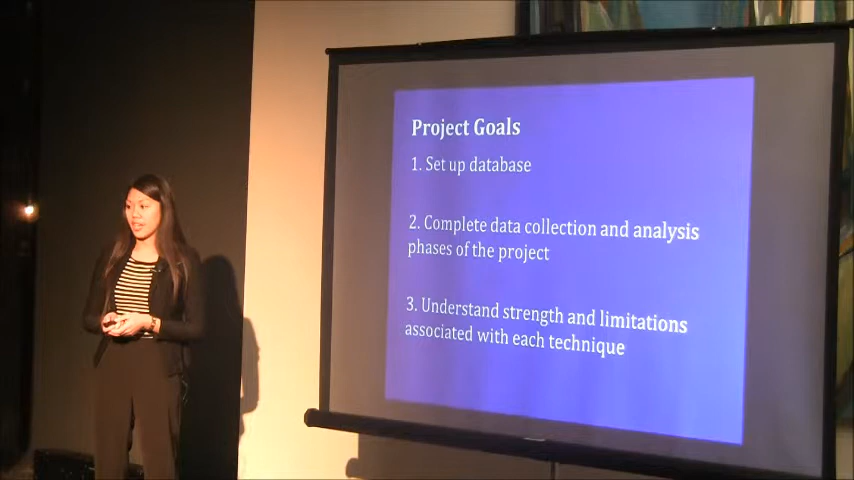 Project Goals
1. Set up database
2. Complete data collection and analysis
phases of the project
3. Understand strength and limitations
associated with each technique